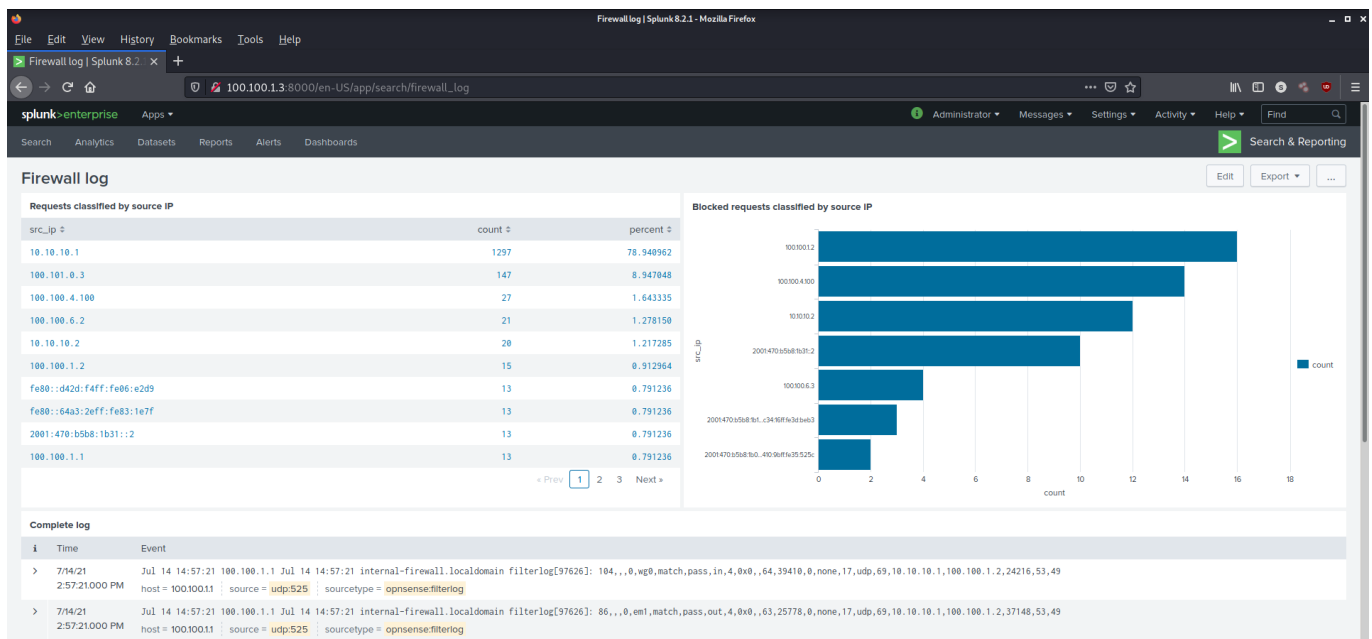 Firewall log | Splunk 8.2.1 - Mozilla Firefox
File Edit View History Bookmarks Tools Help
Firewall log | Splunk 8.2.
100.100.1.3:8000/en-US/app/search/firewall_log
splunk>enterprise Apps Administrator Messages Settings Activity Help Find
Search Analytics Datasets Reports Alerts Dashboards Search & Reporting
Firewall log Edit Export ...
Requests classified by source IP
src_ip count percent
10.10.10.1 1297 78.940962
100.101.0.3 147 8.947048
100.100.4.100 27 1.643335
100.100.6.2 21 1.278150
10.10.10.2 20 1.217285
100.100.1.2 15 0.912964
fe80::d42d:f4ff:fe06:e2d9 13 0.791236
fe80::64a3:2eff:fe83:1e7f 13 0.791236
2001:470:b5b8:1b31::2 13 0.791236
100.100.1.1 13 0.791236
« Prev 1 2 3 Next »
Blocked requests classified by source IP
src_ip
100.100.1.2
100.100.4.100
10.10.10.2
2001:470:b5b8:1b31::2
100.100.6.3
2001:470:b5b8:1b1...c34:16ff:fe3d:beb3
2001:470:b5b8:1b0...410:9bff:fe35:525c
0 2 4 6 8 10 12 14 16 18
count
count
Complete log
i Time Event
7/14/21 Jul 14 14:57:21 100.100.1.1 Jul 14 14:57:21 internal-firewall.localdomain filterlog[97626]: 104,,,0,wg0,match,pass,in,4,0x0,,64,39410,0,none,17,udp,69,10.10.10.1,100.100.1.2,24216,53,49
2:57:21.000 PM host = 100.100.1.1 source = udp:525 sourcetype = opnsense:filterlog
7/14/21 Jul 14 14:57:21 100.100.1.1 Jul 14 14:57:21 internal-firewall.localdomain filterlog[97626]: 86,,,0,em1,match,pass,out,4,0x0,,63,25778,0,none,17,udp,69,10.10.10.1,100.100.1.2,37148,53,49
2:57:21.000 PM host = 100.100.1.1 source = udp:525 sourcetype = opnsense:filterlog